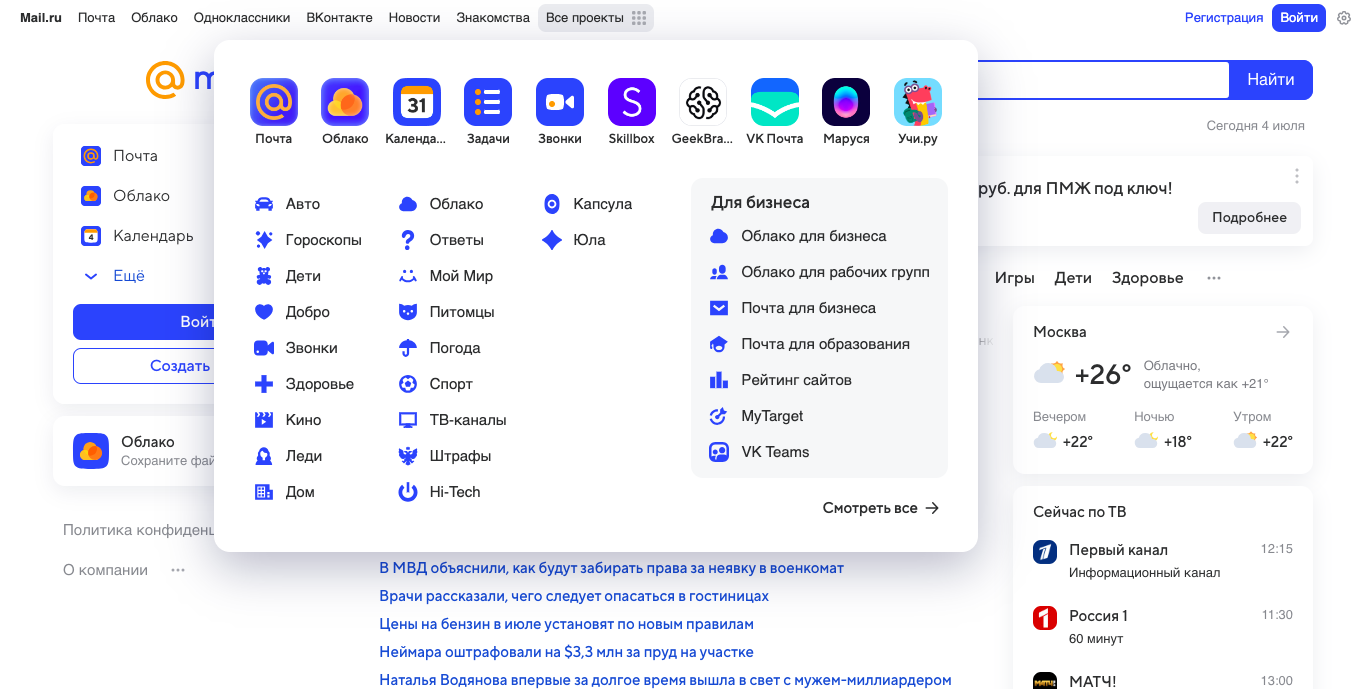 Mail.ru Почта Облако Одноклассники ВКонтакте Новости Знакомства Все проекты Регистрация Войти
Найти
Сегодня 4 июля
Почта
Облако
Календарь
4
Ещё
Войт
Создать
Облако
Сохраните фай
Политика конфиденц
О компании
31
Почта Облако Календа... Задачи Звонки Skillbox GeekBra... VK Почта Маруся Учи.ру
Авто
Гороскопы
Дети
Добро
Звонки
Здоровье
Кино
Леди
Дом
Облако
Ответы
Мой Мир
Питомцы
Погода
Спорт
ТВ-каналы
Штрафы
Hi-Tech
Капсула
Юла
Для бизнеса
Облако для бизнеса
Облако для рабочих групп
Почта для бизнеса
Почта для образования
Рейтинг сайтов
MyTarget
VK Teams
Смотреть все
В МВД объяснили, как будут забирать права за неявку в военкомат
Врачи рассказали, чего следует опасаться в гостиницах
Цены на бензин в июле установят по новым правилам
Неймара оштрафовали на $3,3 млн за пруд на участке
Наталья Водянова впервые за долгое время вышла в свет с мужем-миллиардером
руб. для ПМЖ под ключ!
Подробнее
Игры Дети Здоровье
Москва
+26°
Облачно,
ощущается как +21°
Вечером Ночью Утром
+22° +18° +22°
Сейчас по ТВ
Первый канал 12:15
Информационный канал
Россия 1 11:30
60 минут
МАТЧ! 13:00